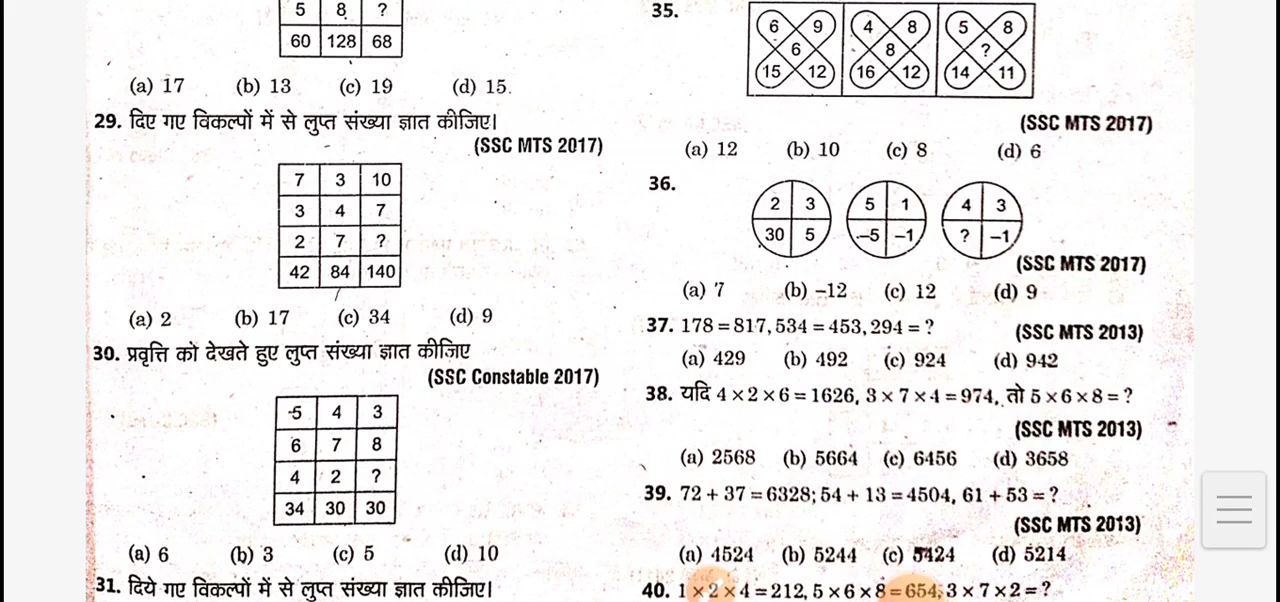 5 8 ?
60 128 68
(a) 17 (b) 13 (c) 19 (d) 15.
29. दिए गए विकल्पों में से लुप्त संख्या ज्ञात कीजिए।
(SSC MTS 2017)
7 3 10
3 4 7
2 7 ?
42 84 140
(a) 2 (b) 17 (c) 34 (d) 9
30. प्रवृत्ति को देखते हुए लुप्त संख्या ज्ञात कीजिए
(SSC Constable 2017)
-5 4 3
6 7 8
4 2 ?
34 30 30
(a) 6 (b) 3 (c) 5 (d) 10
31. दिये गए विकल्पों में से लुप्त संख्या ज्ञात कीजिए।
35.
6 9 4 8 5 8
6 8 ?
15 12 16 12 14 11
(SSC MTS 2017)
(a) 12 (b) 10 (c) 8 (d) 6
36.
2 3 5 1 4 3
30 5 -5 -1 ? -1
(SSC MTS 2017)
(a) 7 (b) -12 (c) 12 (d) 9
37. 178 = 817, 534 = 453, 294 = ?
(SSC MTS 2013)
(a) 429 (b) 492 (c) 924 (d) 942
38. यदि 4 × 2 × 6 = 1626, 3 × 7 × 4 = 974, तो 5 × 6 × 8 = ?
(SSC MTS 2013)
(a) 2568 (b) 5664 (c) 6456 (d) 3658
39. 72 + 37 = 6328; 54 + 13 = 4504, 61 + 53 = ?
(SSC MTS 2013)
(a) 4524 (b) 5244 (c) 5424 (d) 5214
40. 1 × 2 × 4 = 212, 5 × 6 × 8 = 654, 3 × 7 × 2 = ?